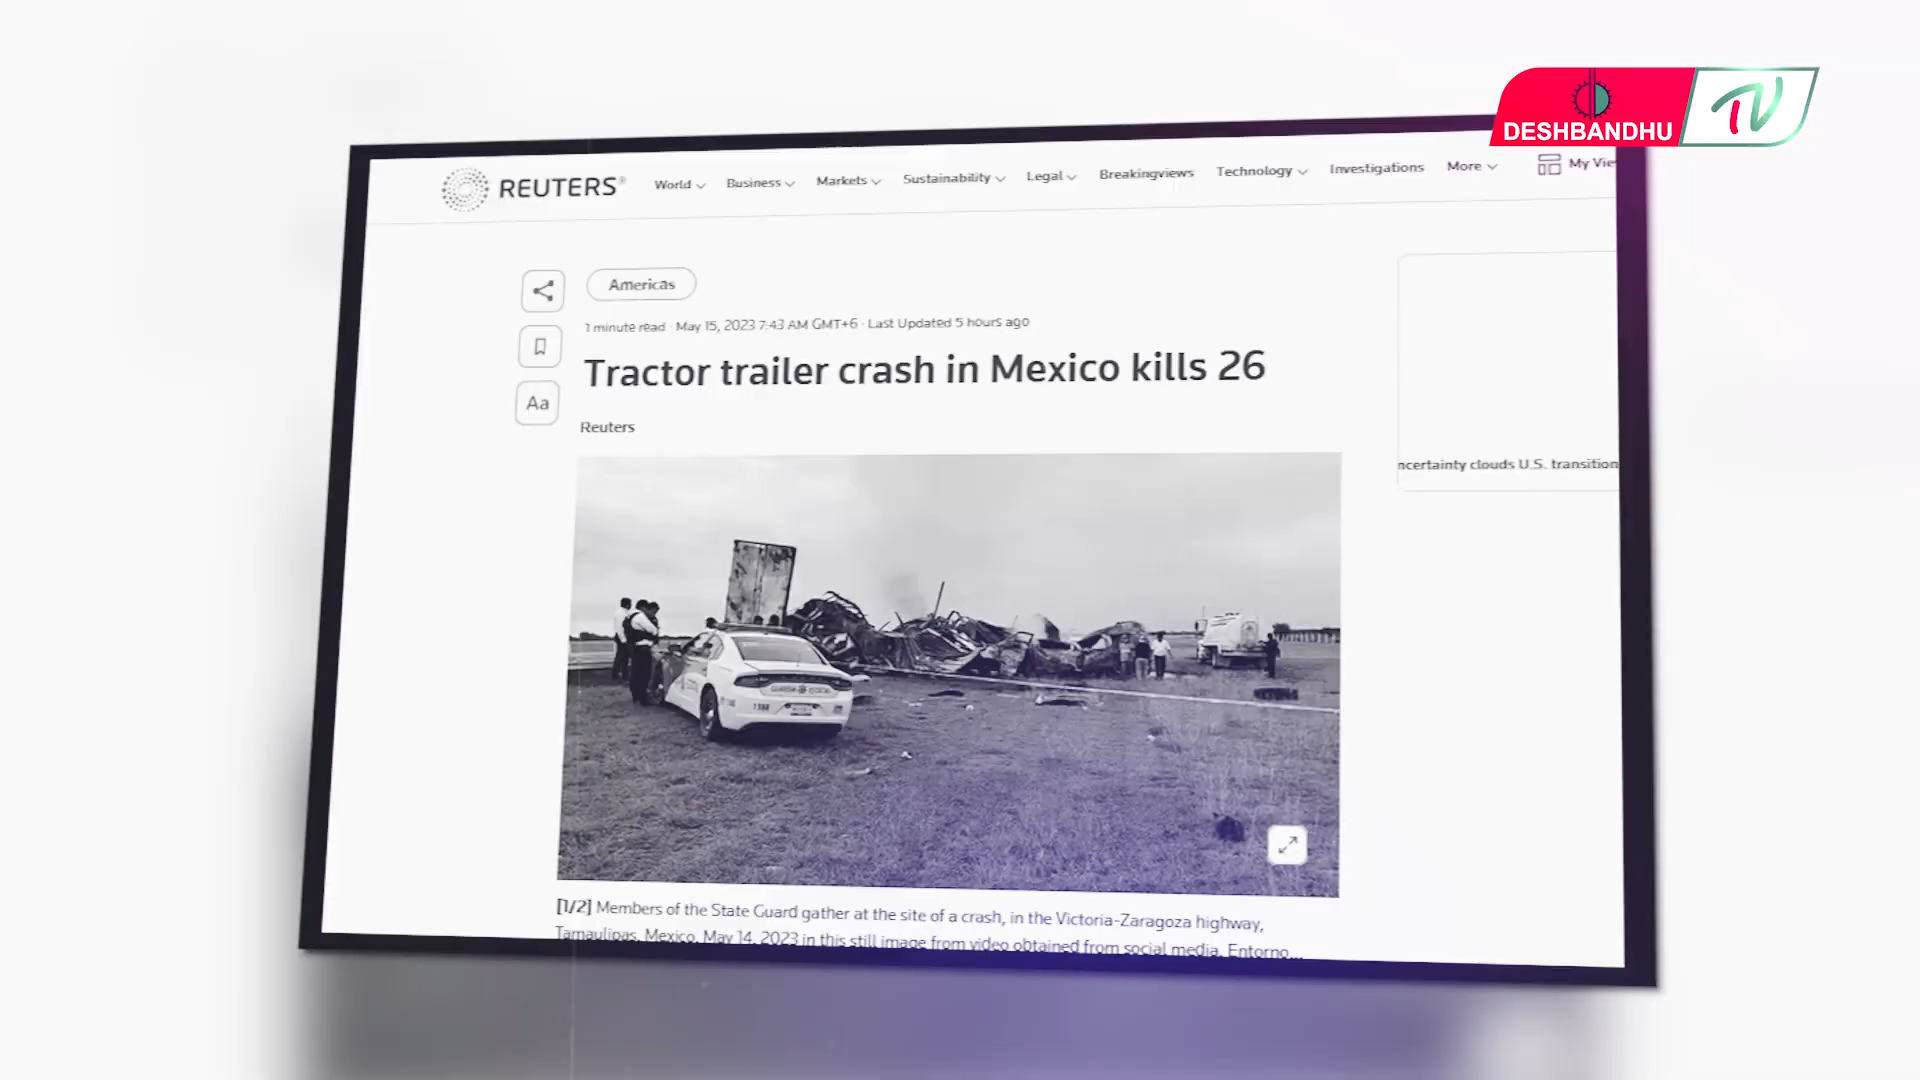 DESHBANDHU TV
REUTERS®
World Business Markets Sustainability Legal Breakingviews Technology Investigations More My Vie
Americas
1 minute read · May 15, 2023 7:43 AM GMT+6 · Last Updated 5 hours ago
Tractor trailer crash in Mexico kills 26
Aa
Reuters
ncertainty clouds U.S. transition
GUARDIA ESTATAL
1388
[1/2] Members of the State Guard gather at the site of a crash, in the Victoria-Zaragoza highway,
Tamaulipas, Mexico, May 14, 2023 in this still image from video obtained from social media. Entorno...